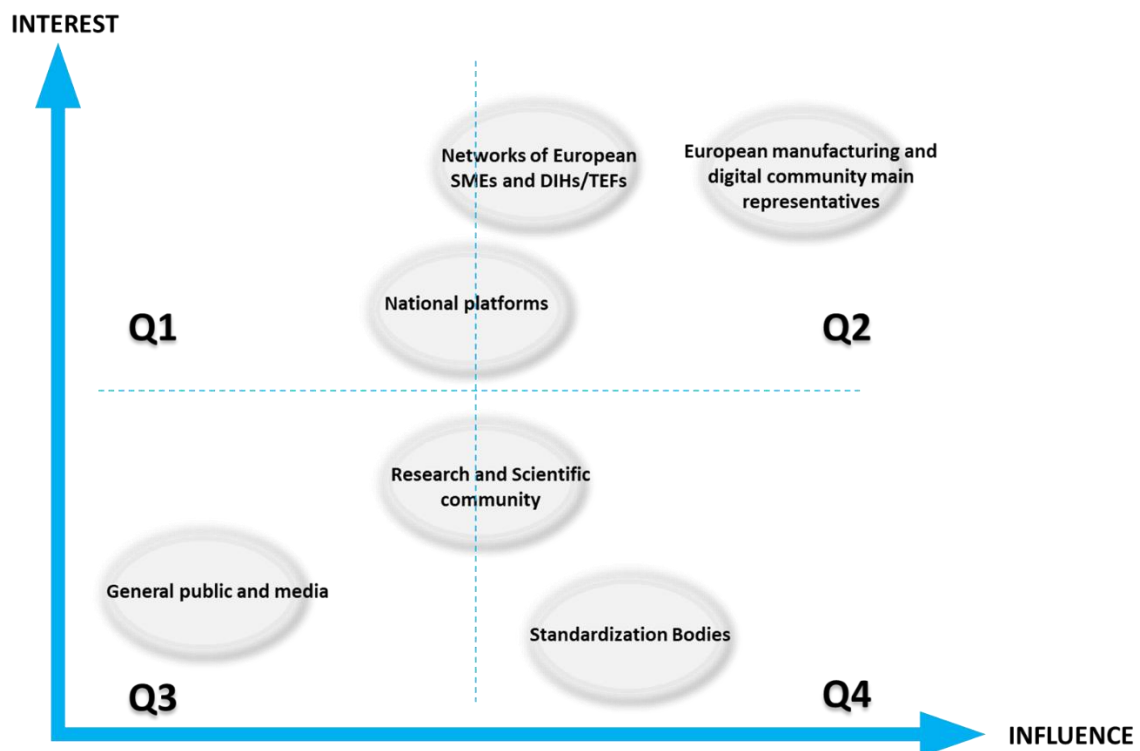 INTEREST
Networks of European
SMEs and DIHs/TEFs
European manufacturing and
digital community main
representatives
National platforms
Q1
Q2
Research and Scientific
community
General public and media
Standardization Bodies
Q3
Q4
INFLUENCE